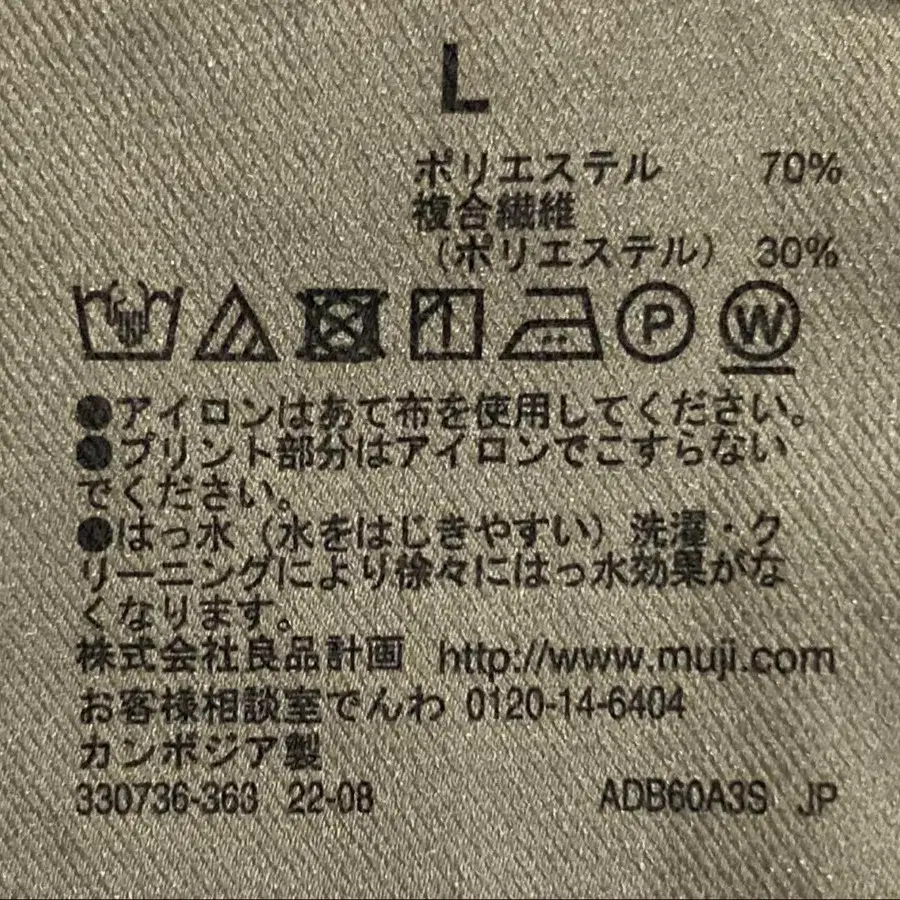 L
ポリエステル 70%
複合繊維
（ポリエステル） 30%
P W
●アイロンはあて布を使用してください。
●プリント部分はアイロンでこすらない
でください。
●はっ水（水をはじきやすい）洗濯・ク
リーニングにより徐々にはっ水効果がな
くなります。
株式会社良品計画 http://www.muji.com
お客様相談室でんわ 0120-14-6404
カンボジア製
330736-363 22-08 ADB60A3S JP